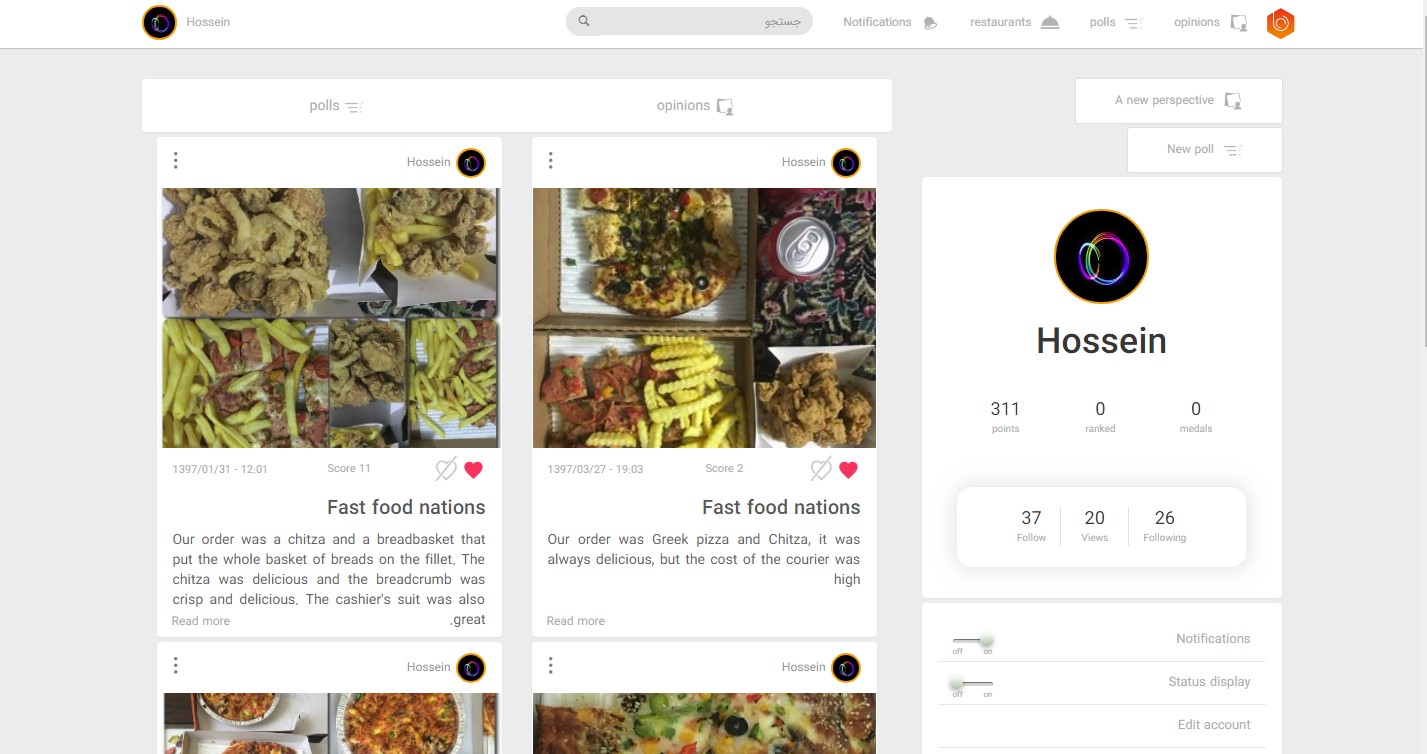 Hossein
جستجو
Notifications
restaurants
polls
opinions
polls
opinions
A new perspective
New poll
Hossein
1397/01/31 - 12:01
Score 11
Fast food nations
Our order was a chitza and a breadbasket that
put the whole basket of breads on the fillet. The
chitza was delicious and the breadcrumb was
crisp and delicious. The cashier's suit was also
.great
Read more
Hossein
1397/03/27 - 19:03
Score 2
Fast food nations
Our order was Greek pizza and Chitza, it was
always delicious, but the cost of the courier was
high
Read more
Hossein
311
points
0
ranked
0
medals
37
Follow
20
Views
26
Following
Notifications
off on
Status display
off on
Edit account
Hossein
Hossein